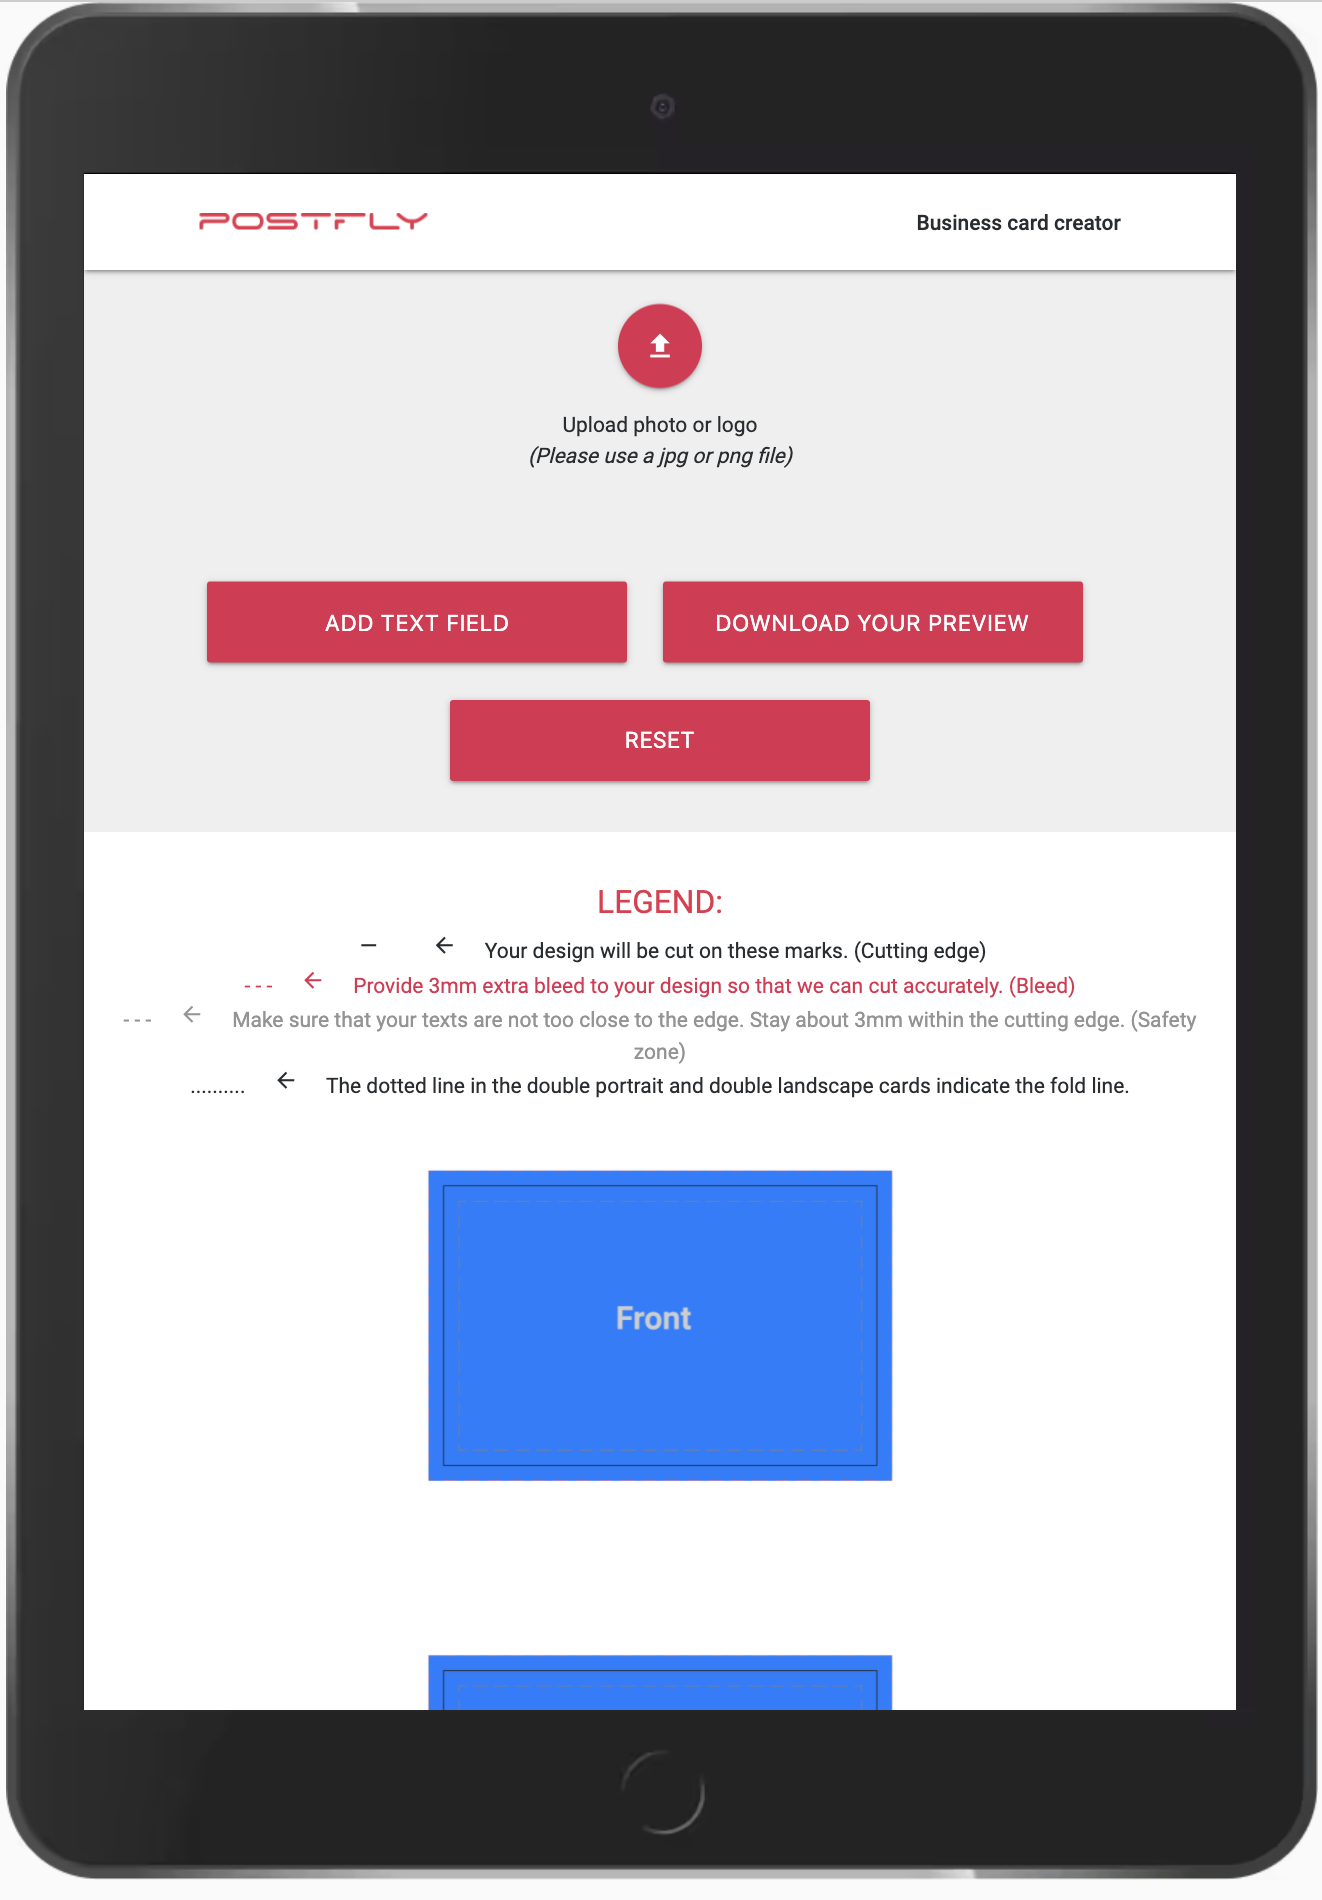 POSTFLY
Business card creator
Upload photo or logo
(Please use a jpg or png file)
ADD TEXT FIELD
DOWNLOAD YOUR PREVIEW
RESET
LEGEND:
– ← Your design will be cut on these marks. (Cutting edge)
--- ← Provide 3mm extra bleed to your design so that we can cut accurately. (Bleed)
--- ← Make sure that your texts are not too close to the edge. Stay about 3mm within the cutting edge. (Safety
zone)
.......... ← The dotted line in the double portrait and double landscape cards indicate the fold line.
Front